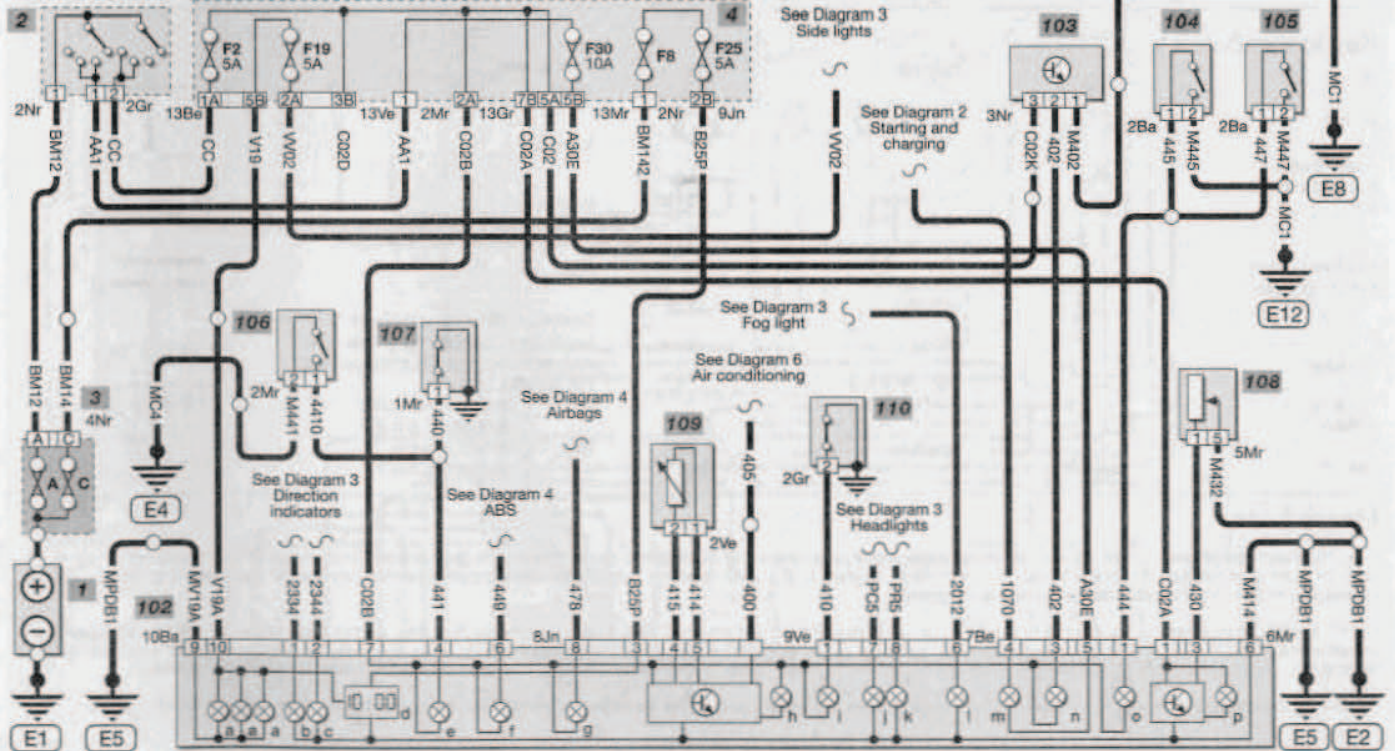 2
4
See Diagram 3
Side lights
103
104
105
F2
5A
F19
5A
F30
10A
F8
F25
5A
1
1 2
2Nr
2Gr
13Be
1A
5B
2A
3B
13Ve
1
2Mr
2A
13Gr
7B
5A
5B
13Mr
1
2Nr
2B
9Jn
3Nr
3 2 1
2Ba
1 2
2Ba
1 2
See Diagram 2
Starting and
charging
BM12
AA1
CC
CC
V19
VV02
C02D
AA1
C02B
C02A
C02
A30E
BM142
B25P
VV02
C02K
402
M402
445
M445
447
M447
MC1
E8
MC1
E12
106
107
See Diagram 3
Fog light
See Diagram 6
Air conditioning
108
BM12
BM14
3
4Nr
MC41
2Mr
2 1
M441
4410
1Mr
1
440
See Diagram 4
Airbags
109
405
110
2Gr
2
1 5
5Mr
M432
A C
A
C
E4
See Diagram 3
Direction
indicators
See Diagram 4
ABS
2 1
2Ve
See Diagram 3
Headlights
1
MPDB1
102
MV19A
V19A
2334
2344
C02B
441
449
478
B25P
415
414
400
410
PC5
PR5
2012
1070
402
A30E
444
C02A
430
M414
MPDB1
MPDB1
10Ba
9 10
1 2
7
4
6
8Jn
8
3
4 5
9Ve
1
7 8
6
7Be
4
3
5
1
1 3
6
6Mr
a a a b c d e f g h i j k l m n o p
E1
E5
E5
E2